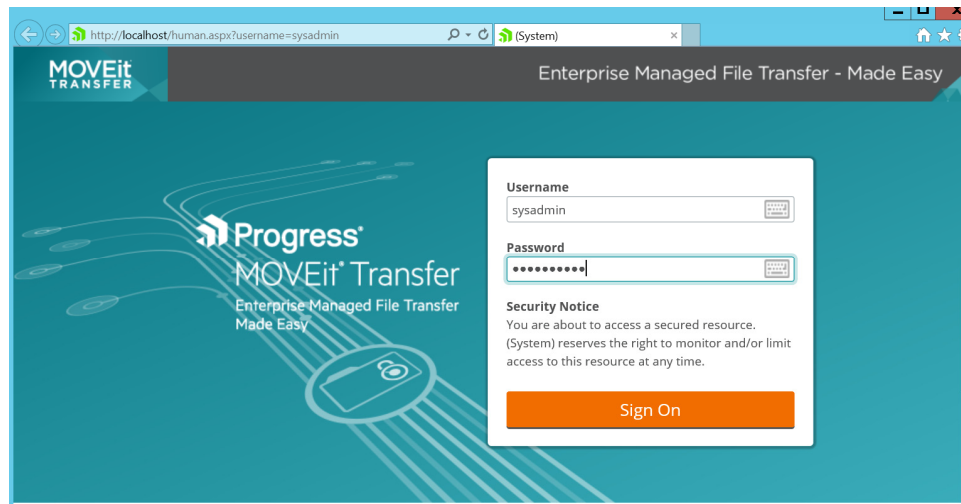 http://localhost/human.aspx?username=sysadmin
(System)
MOVEit
TRANSFER
Enterprise Managed File Transfer - Made Easy
Progress®
MOVEit® Transfer
Enterprise Managed File Transfer
Made Easy
Username
sysadmin
Password
••••••••••
Security Notice
You are about to access a secured resource.
(System) reserves the right to monitor and/or limit
access to this resource at any time.
Sign On